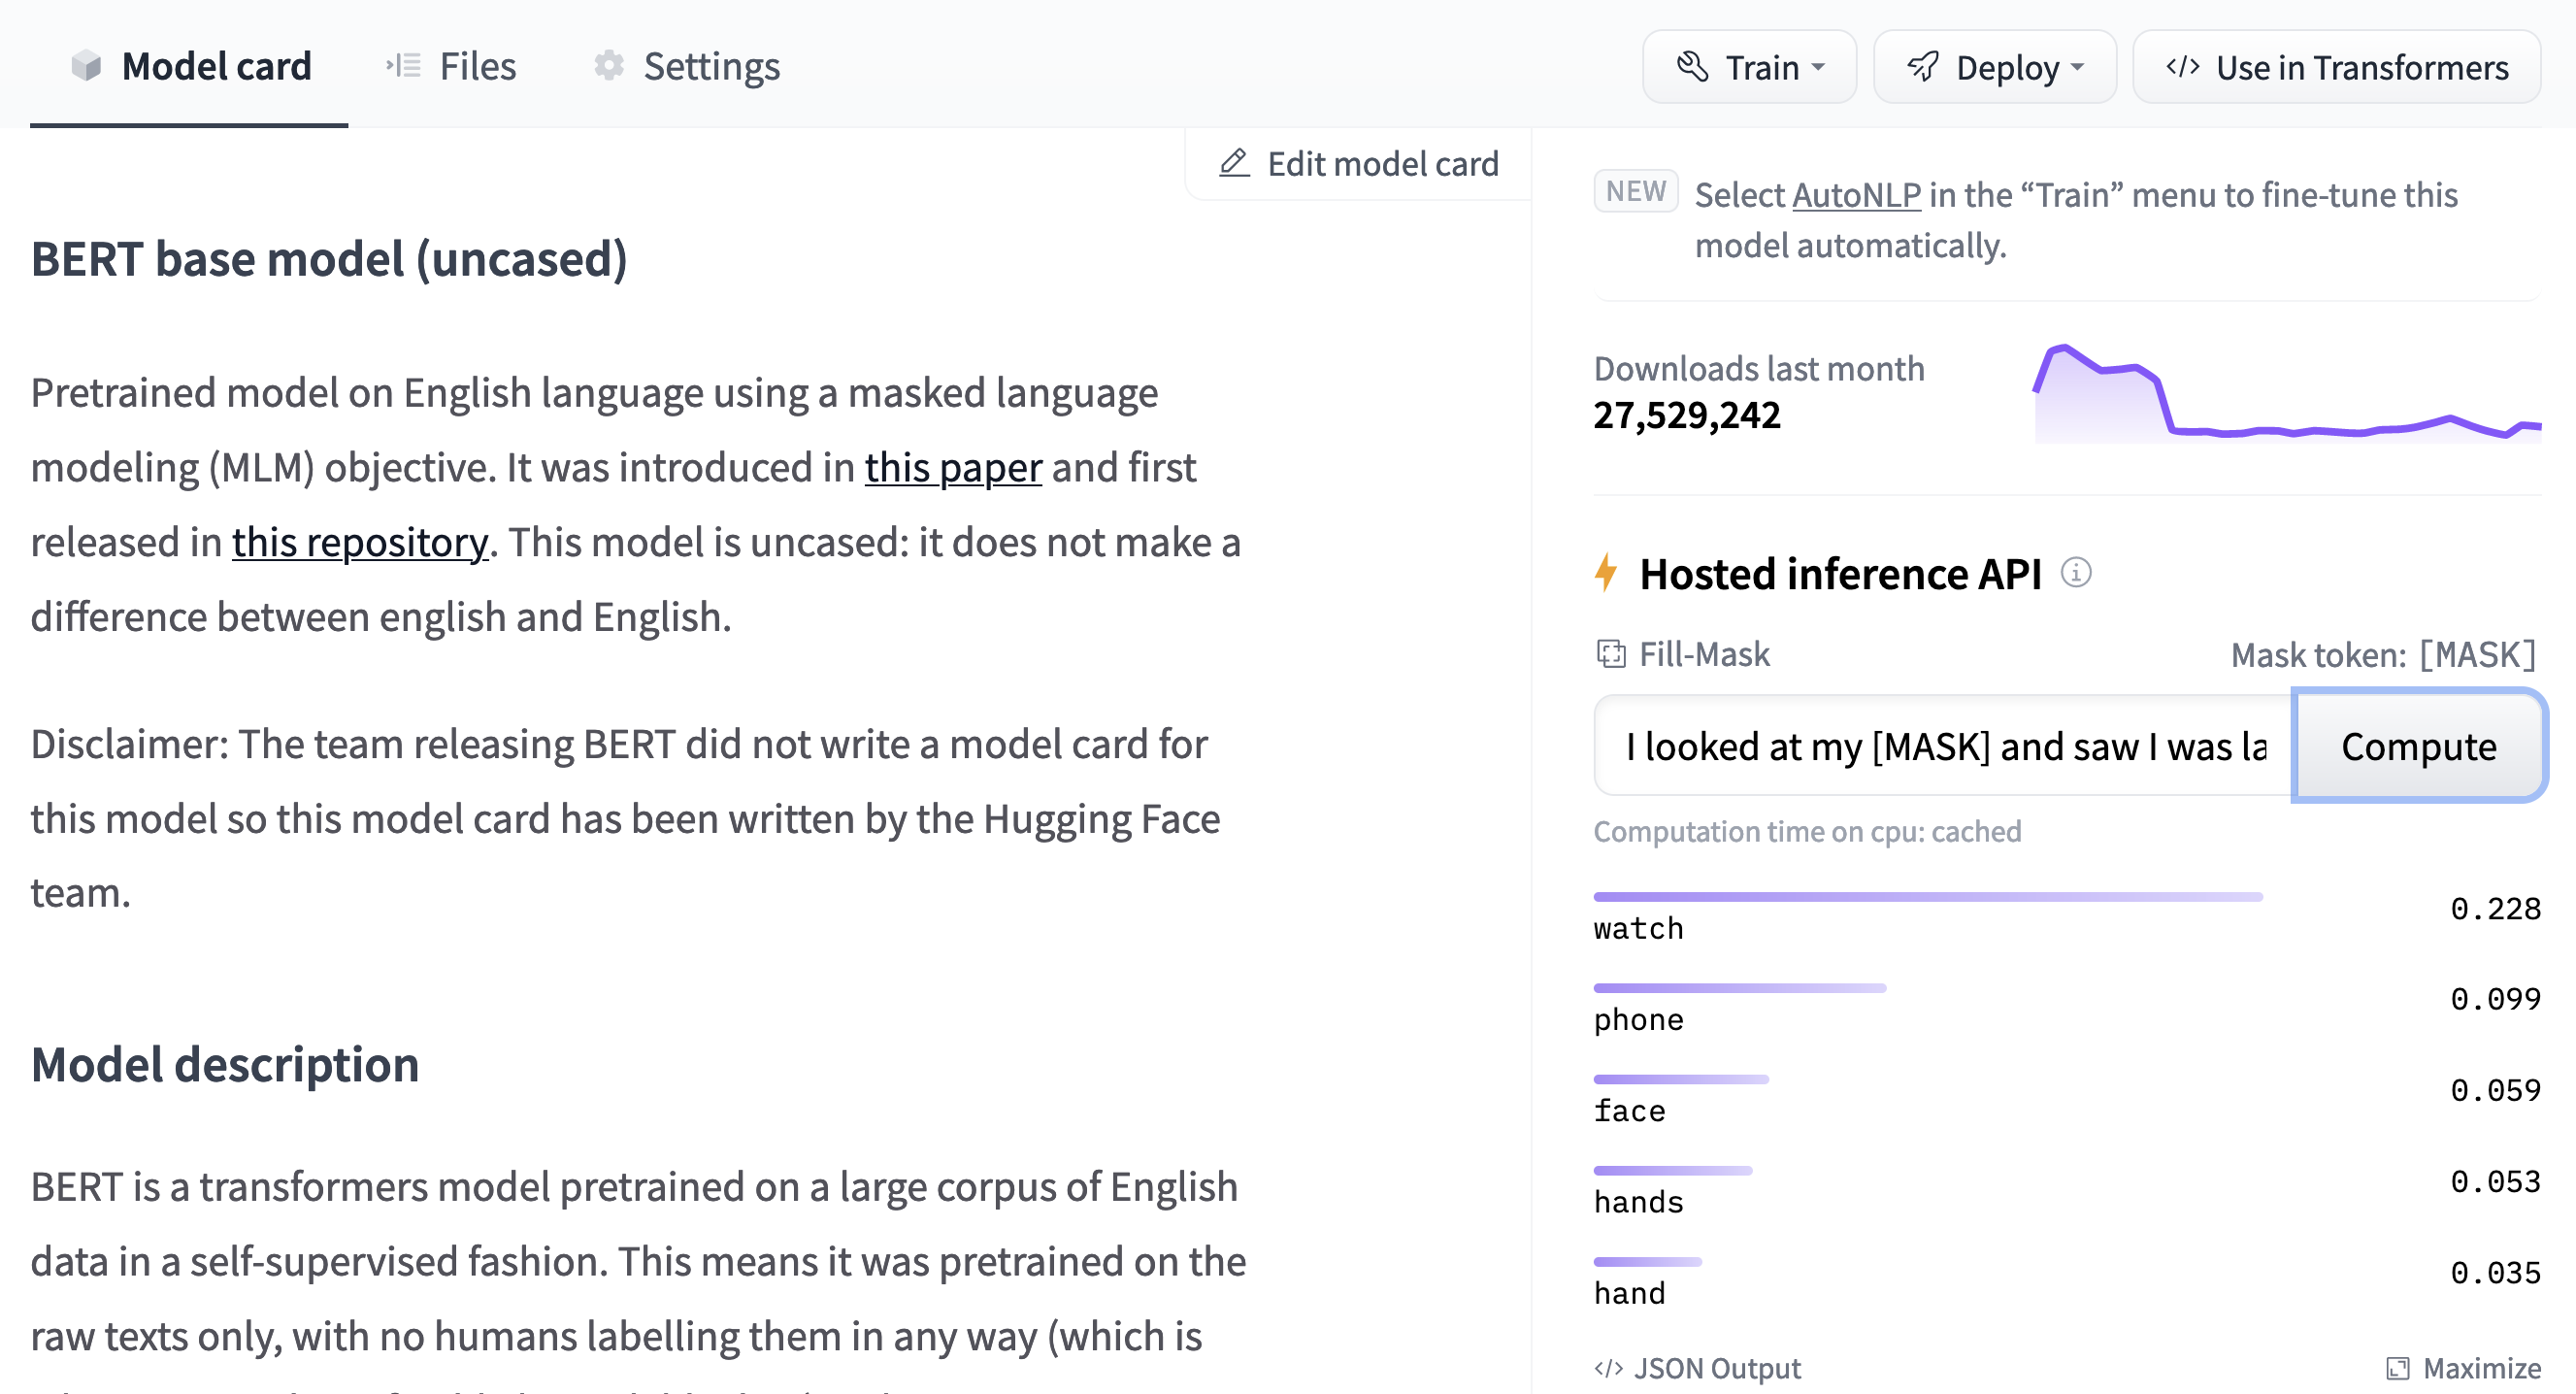 Model card Files Settings Train Deploy </> Use in Transformers
Edit model card
BERT base model (uncased)
Pretrained model on English language using a masked language
modeling (MLM) objective. It was introduced in this paper and first
released in this repository. This model is uncased: it does not make a
difference between english and English.
Disclaimer: The team releasing BERT did not write a model card for
this model so this model card has been written by the Hugging Face
team.
Model description
BERT is a transformers model pretrained on a large corpus of English
data in a self-supervised fashion. This means it was pretrained on the
raw texts only, with no humans labelling them in any way (which is
NEW Select AutoNLP in the “Train” menu to fine-tune this
model automatically.
Downloads last month
27,529,242
Hosted inference API
Fill-Mask Mask token: [MASK]
I looked at my [MASK] and saw I was la Compute
Computation time on cpu: cached
watch 0.228
phone 0.099
face 0.059
hands 0.053
hand 0.035
</> JSON Output Maximize